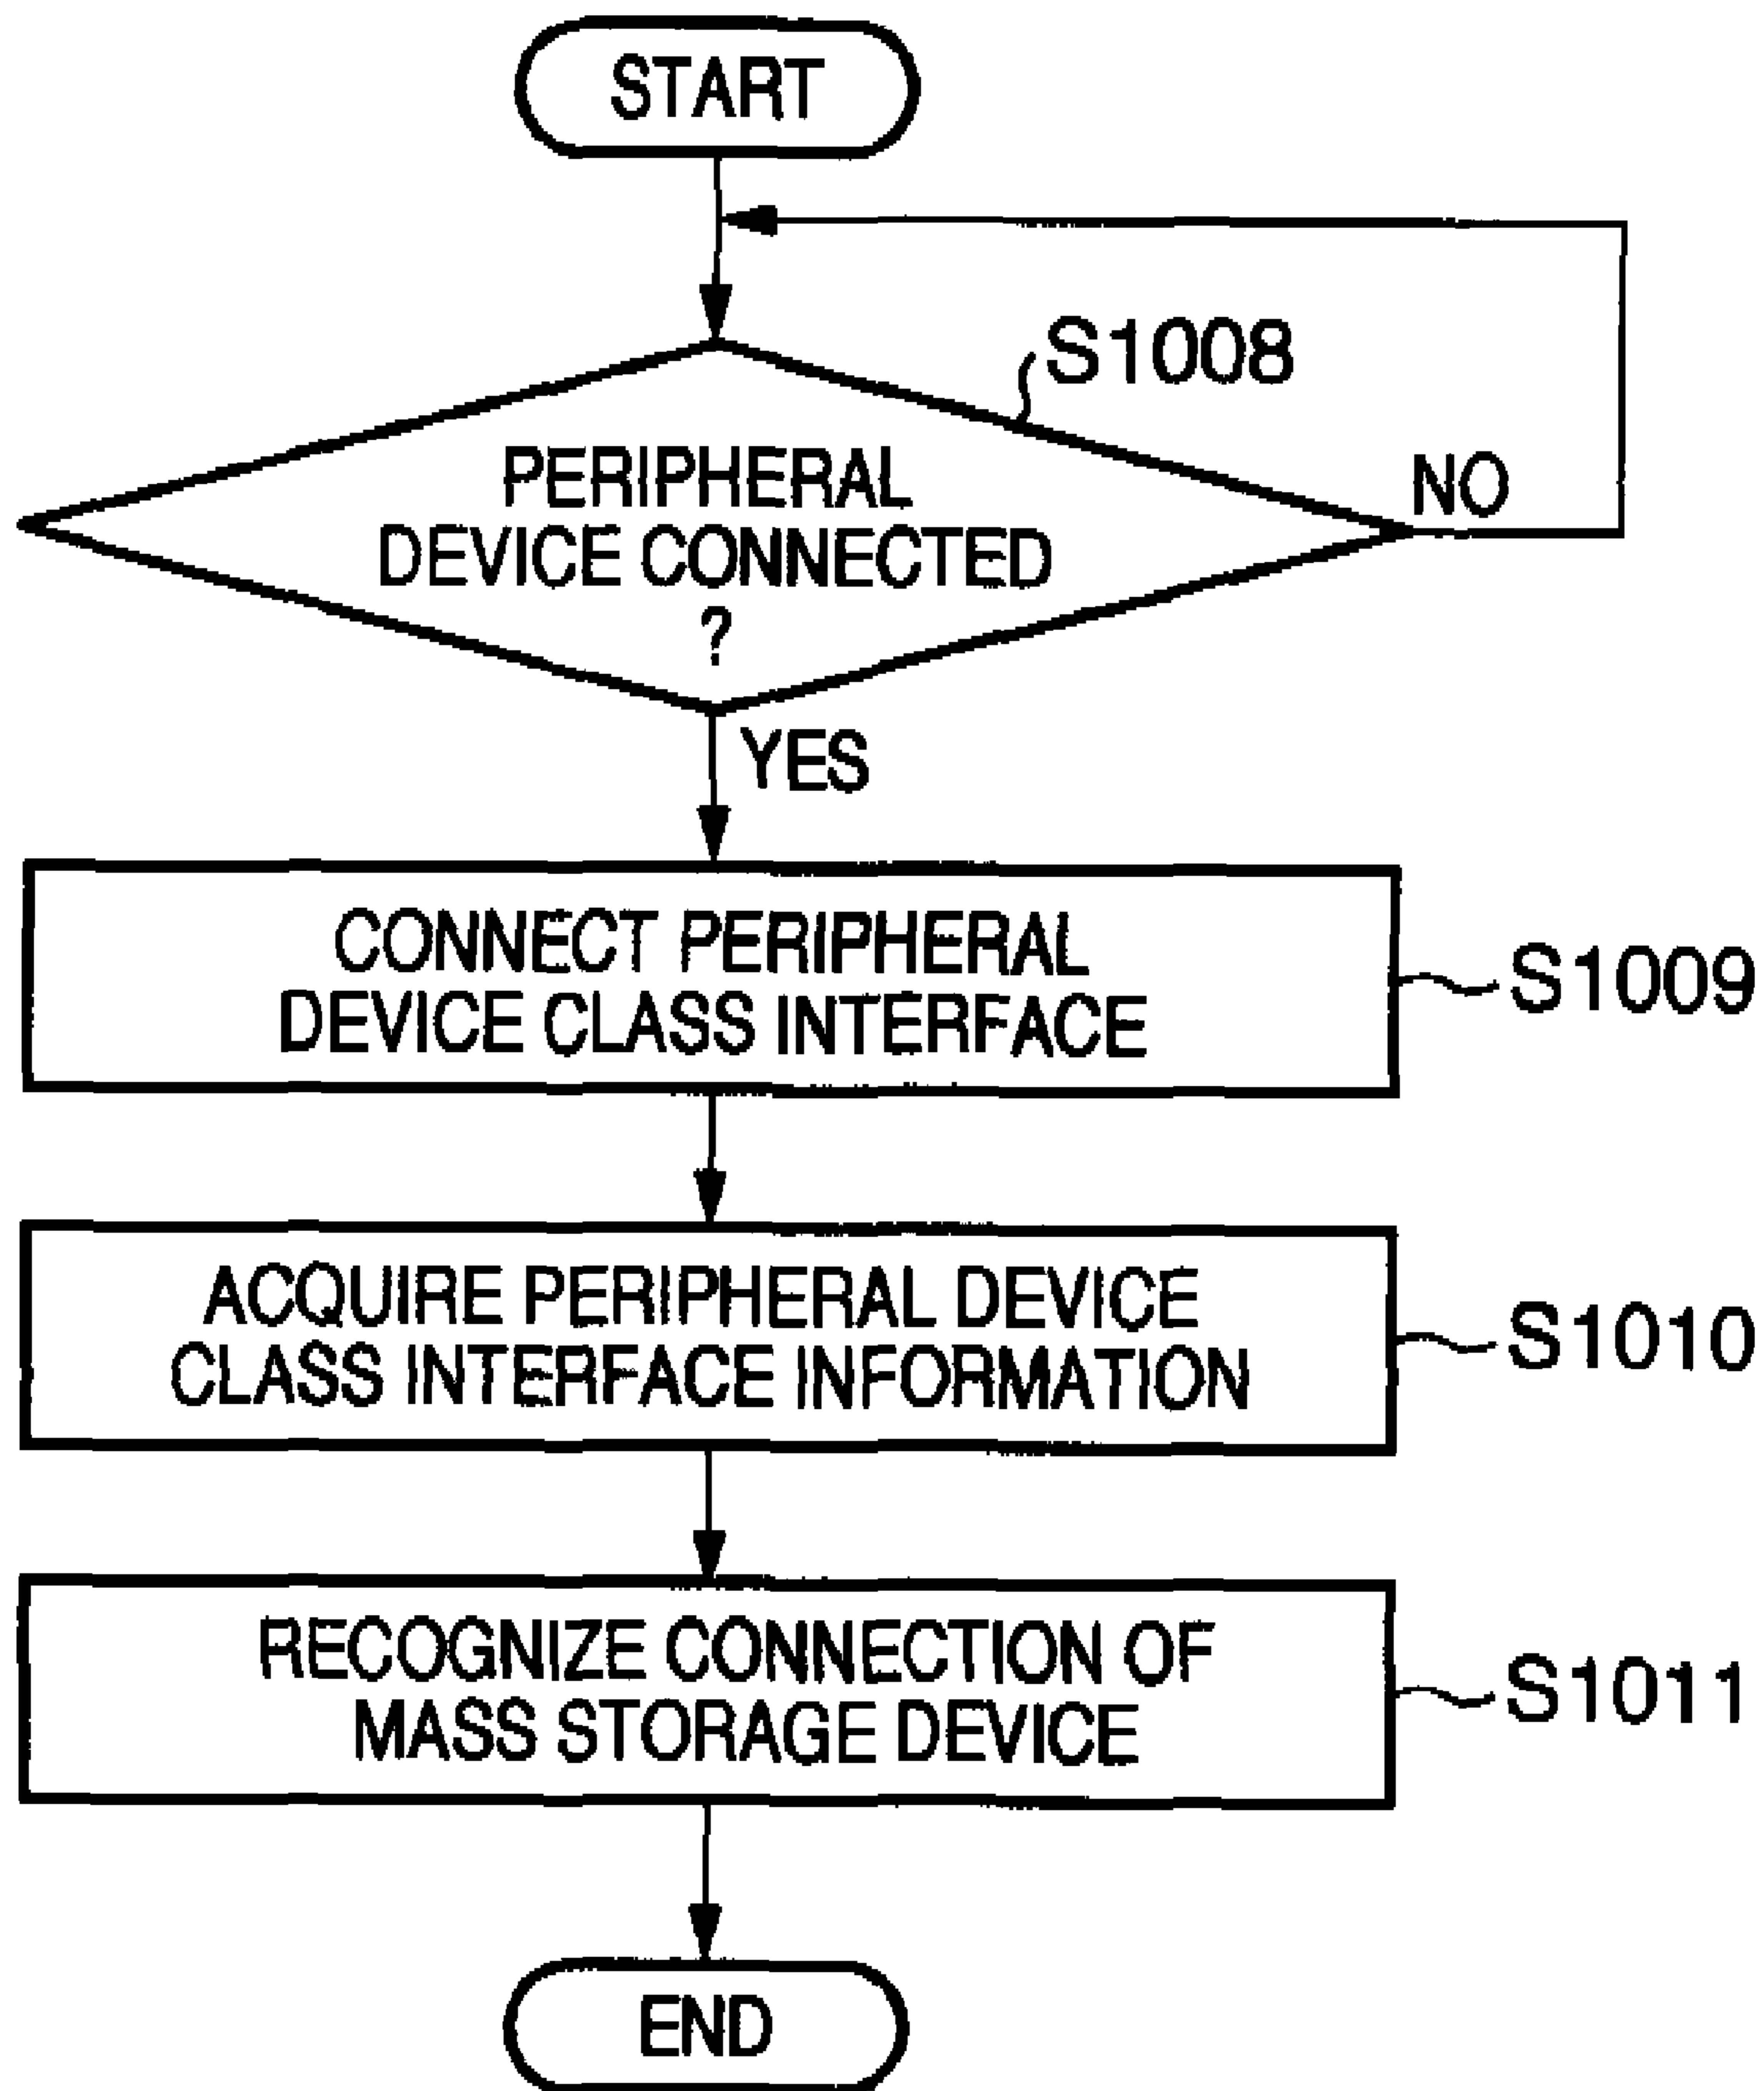 START
S1008
PERIPHERAL
DEVICE CONNECTED
?
NO
YES
CONNECT PERIPHERAL
DEVICE CLASS INTERFACE
S1009
ACQUIRE PERIPHERAL DEVICE
CLASS INTERFACE INFORMATION
S1010
RECOGNIZE CONNECTION OF
MASS STORAGE DEVICE
S1011
END